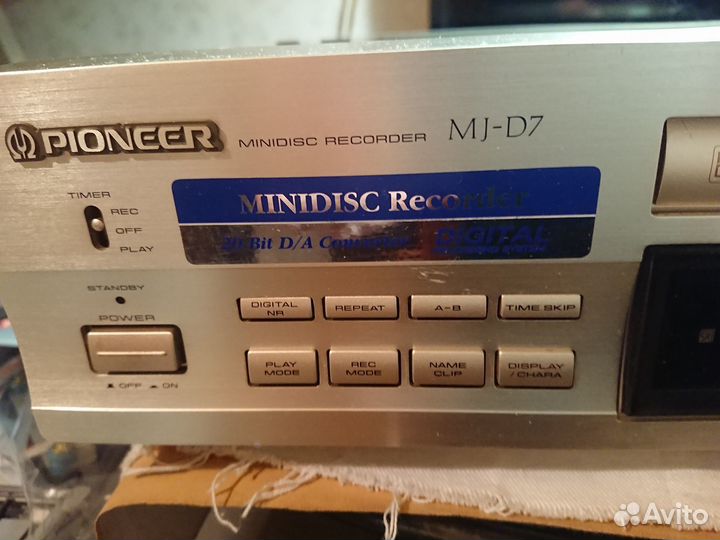 PIONEER
MINIDISC RECORDER MJ-D7
TIMER
REC
OFF
PLAY
MINIDISC Recorder
20 Bit D/A Converter
DIGITAL
STANDBY
POWER
OFF ON
DIGITAL NR
REPEAT
A-B
TIME SKIP
PLAY MODE
REC MODE
NAME CLIP
DISPLAY /CHARA
Avito